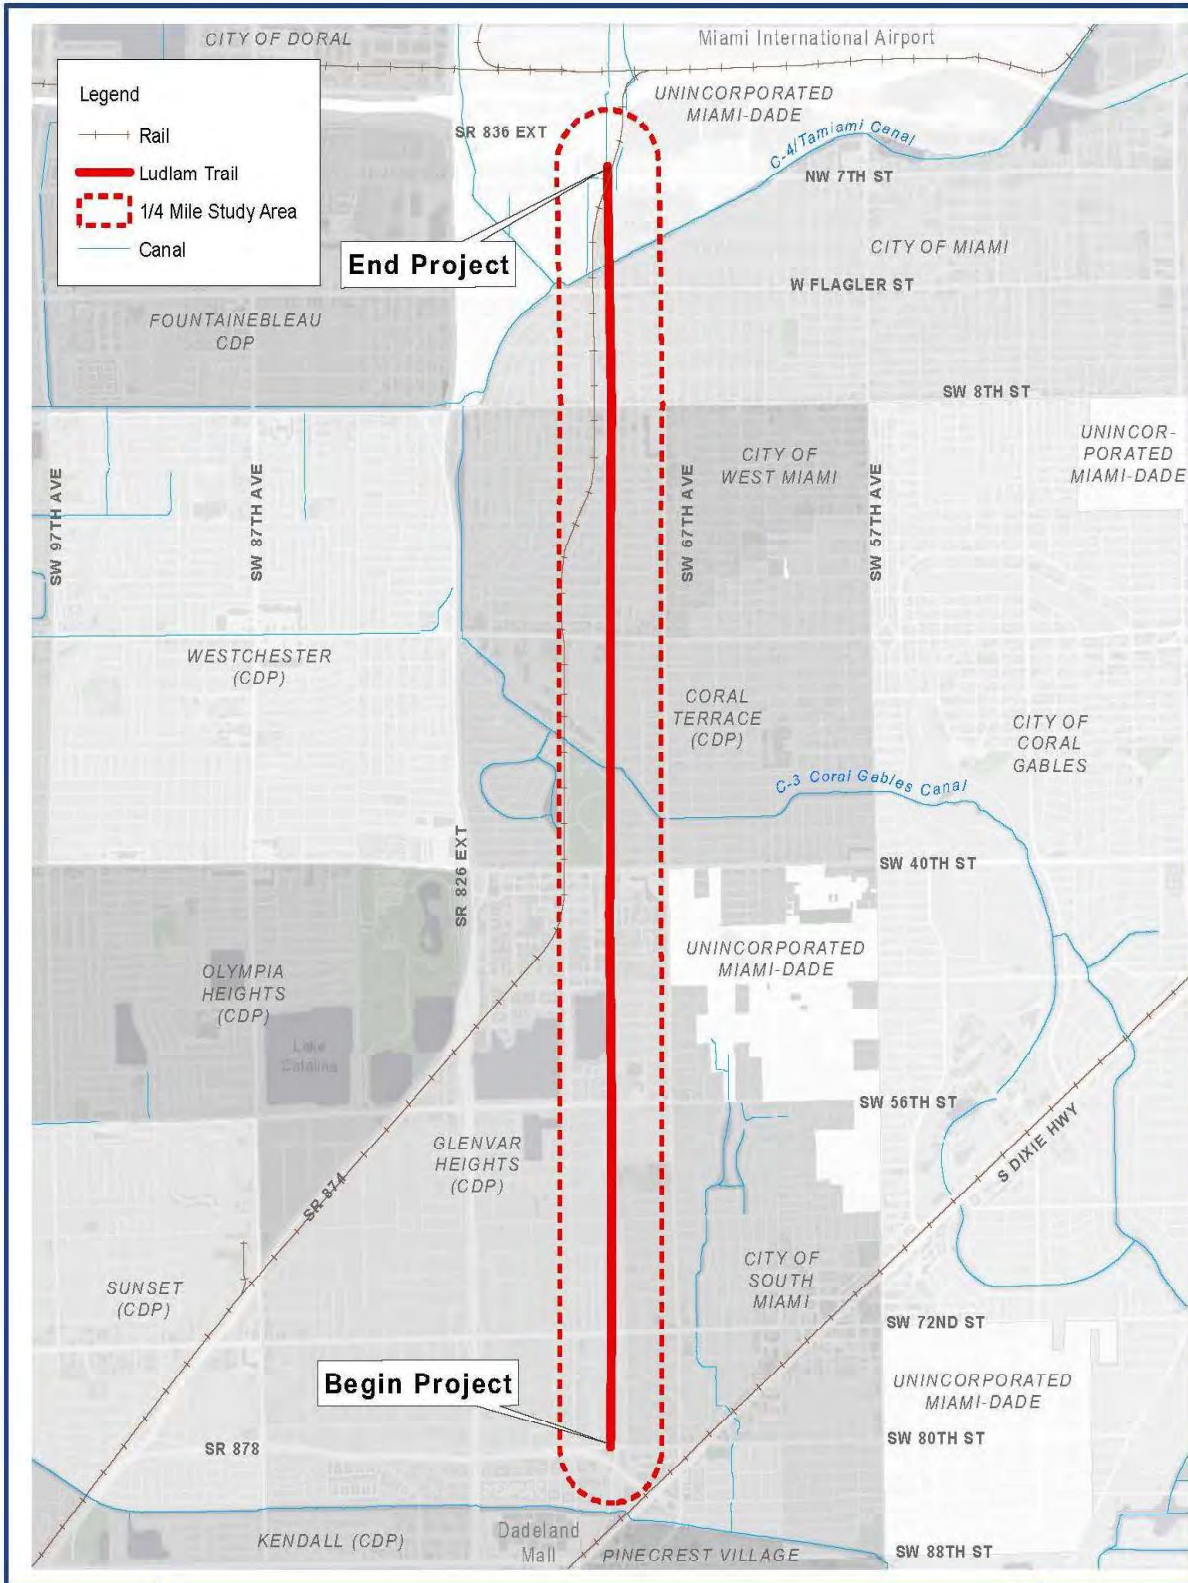 CITY OF DORAL
Miami International Airport
Legend
Rail
Ludlam Trail
1/4 Mile Study Area
Canal
UNINCORPORATED
MIAMI-DADE
SR 836 EXT
C-4/Tamiami Canal
NW 7TH ST
End Project
CITY OF MIAMI
W FLAGLER ST
FOUNTAINEBLEAU
CDP
SW 8TH ST
CITY OF
WEST MIAMI
UNINCOR-
PORATED
MIAMI-DADE
SW 97TH AVE
SW 87TH AVE
SW 67TH AVE
SW 57TH AVE
WESTCHESTER
(CDP)
CORAL
TERRACE
(CDP)
CITY OF
CORAL
GABLES
C-3 Coral Gables Canal
SR 826 EXT
SW 40TH ST
OLYMPIA
HEIGHTS
(CDP)
UNINCORPORATED
MIAMI-DADE
Lake
Catalina
SW 56TH ST
GLENVAR
HEIGHTS
(CDP)
S DIXIE HWY
SR 874
SUNSET
(CDP)
CITY OF
SOUTH
MIAMI
SW 72ND ST
Begin Project
UNINCORPORATED
MIAMI-DADE
SR 878
SW 80TH ST
KENDALL (CDP)
Dadeland
Mall
PINECREST VILLAGE
SW 88TH ST